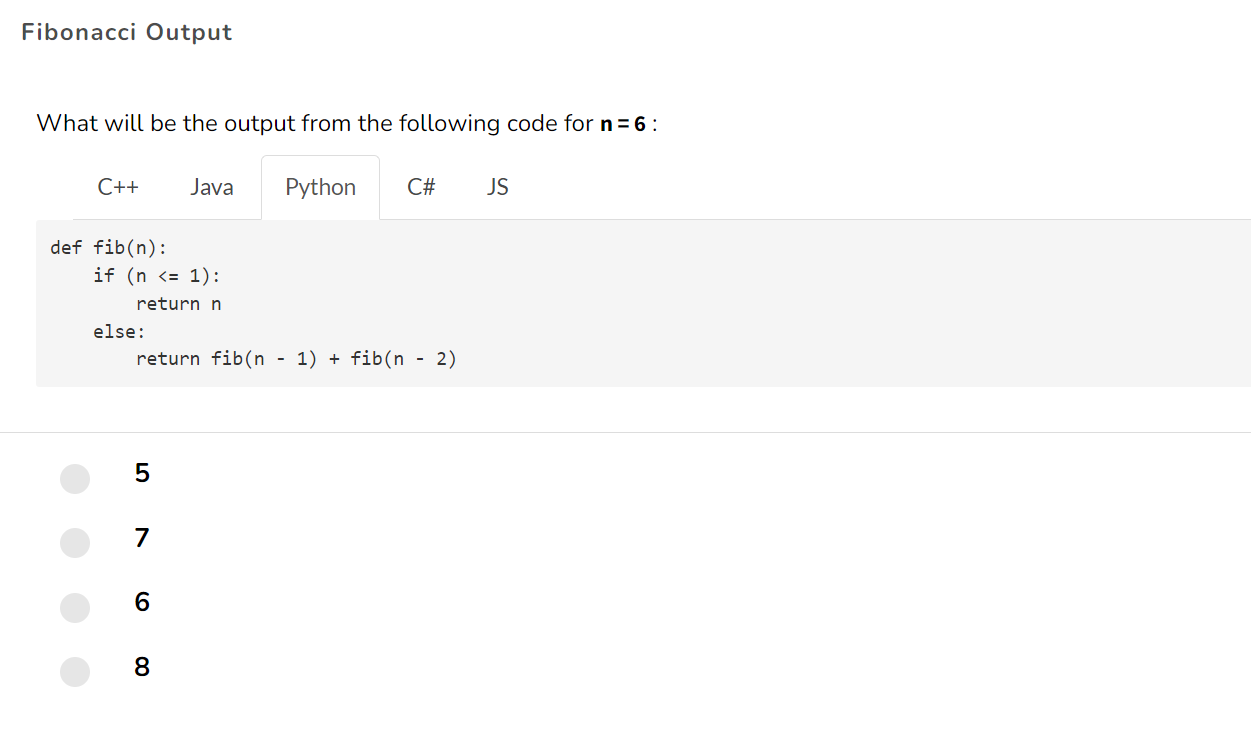 Fibonacci Output
What will be the output from the following code for n = 6 :
C++ Java Python C# JS
def fib(n):
    if (n <= 1):
        return n
    else:
        return fib(n - 1) + fib(n - 2)
5
7
6
8